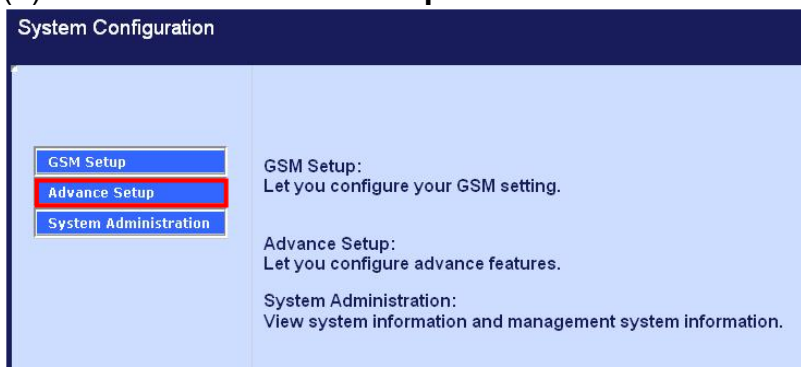 System Configuration
GSM Setup
Advance Setup
System Administration
GSM Setup:
Let you configure your GSM setting.
Advance Setup:
Let you configure advance features.
System Administration:
View system information and management system information.